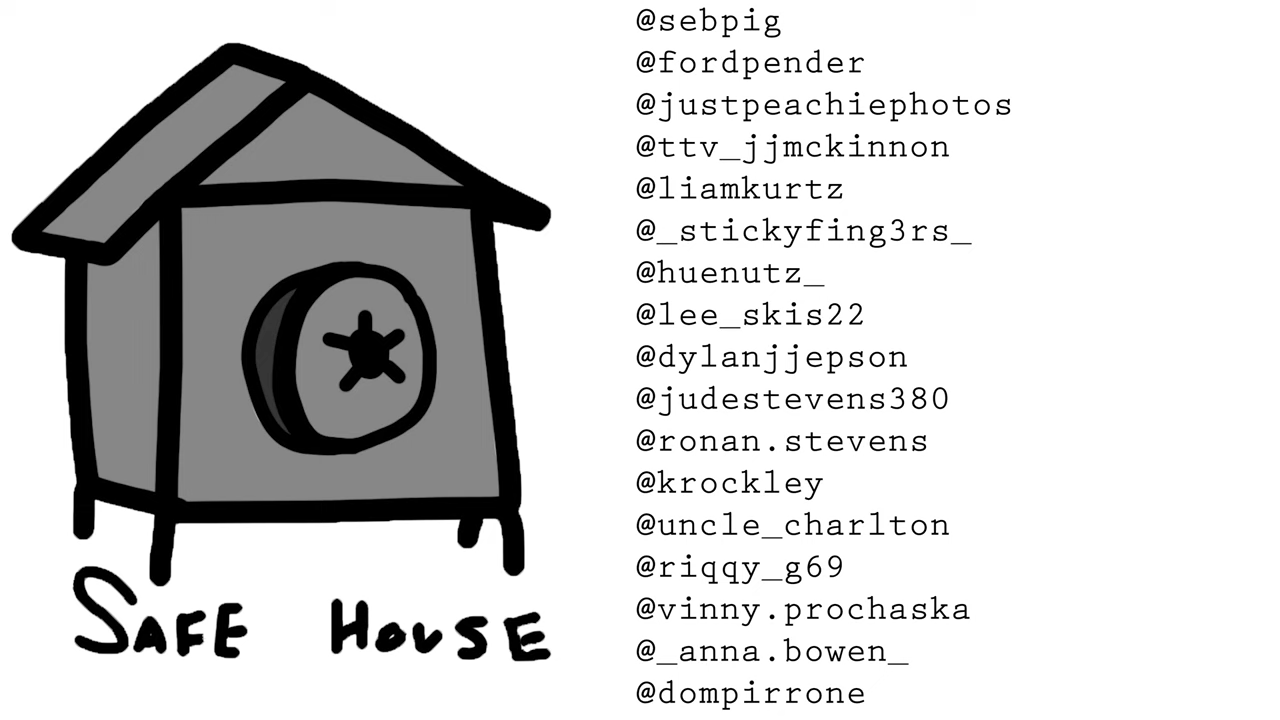 @sebpig
@fordpender
@justpeachiephotos
@ttv_jjmckinnon
@liamkurtz
@_stickyfing3rs_
@huenutz_
@lee_skis22
@dylanjjepson
@judestevens380
@ronan.stevens
@krockley
@uncle_charlton
@riqqy_g69
@vinny.prochaska
@_anna.bowen_
@dompirrone
SAFE HOUSE